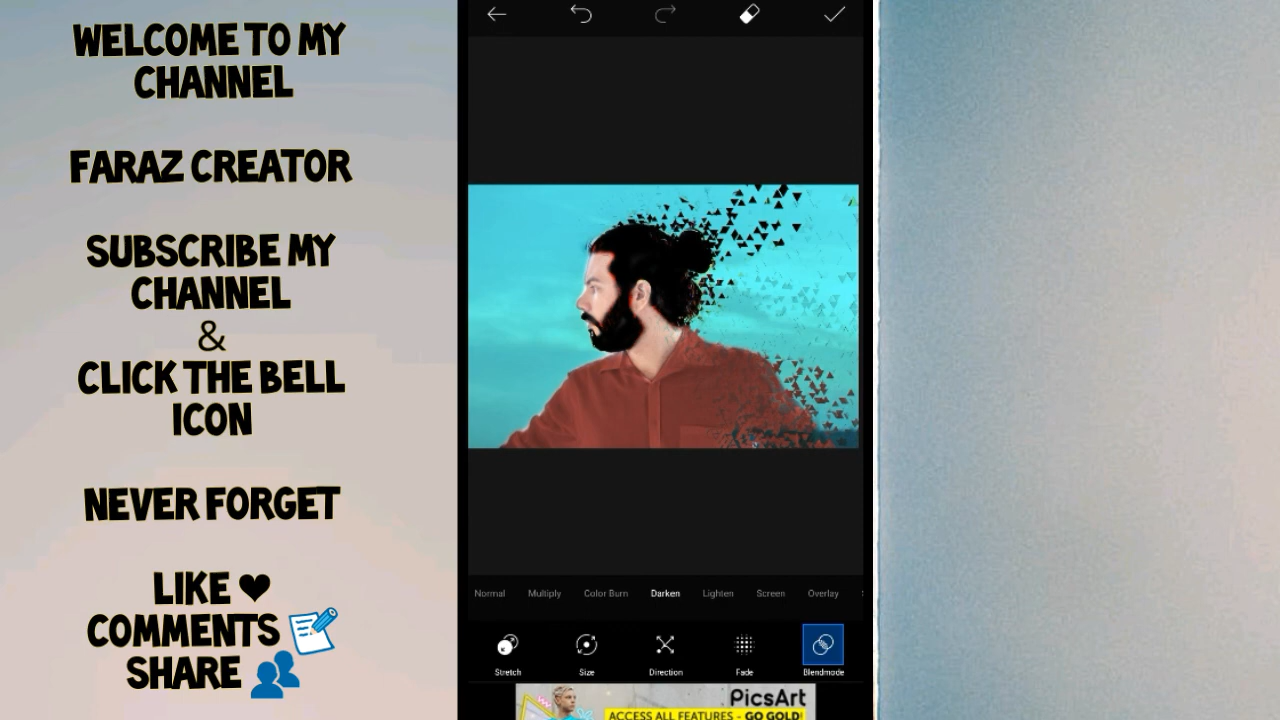 WELCOME TO MY
CHANNEL
FARAZ CREATOR
SUBSCRIBE MY
CHANNEL
&
CLICK THE BELL
ICON
NEVER FORGET
LIKE ❤
COMMENTS
SHARE
Normal Multiply Color Burn Darken Lighten Screen Overlay
Stretch Size Direction Fade Blendmode
PicsArt
ACCESS ALL FEATURES - GO GOLD!